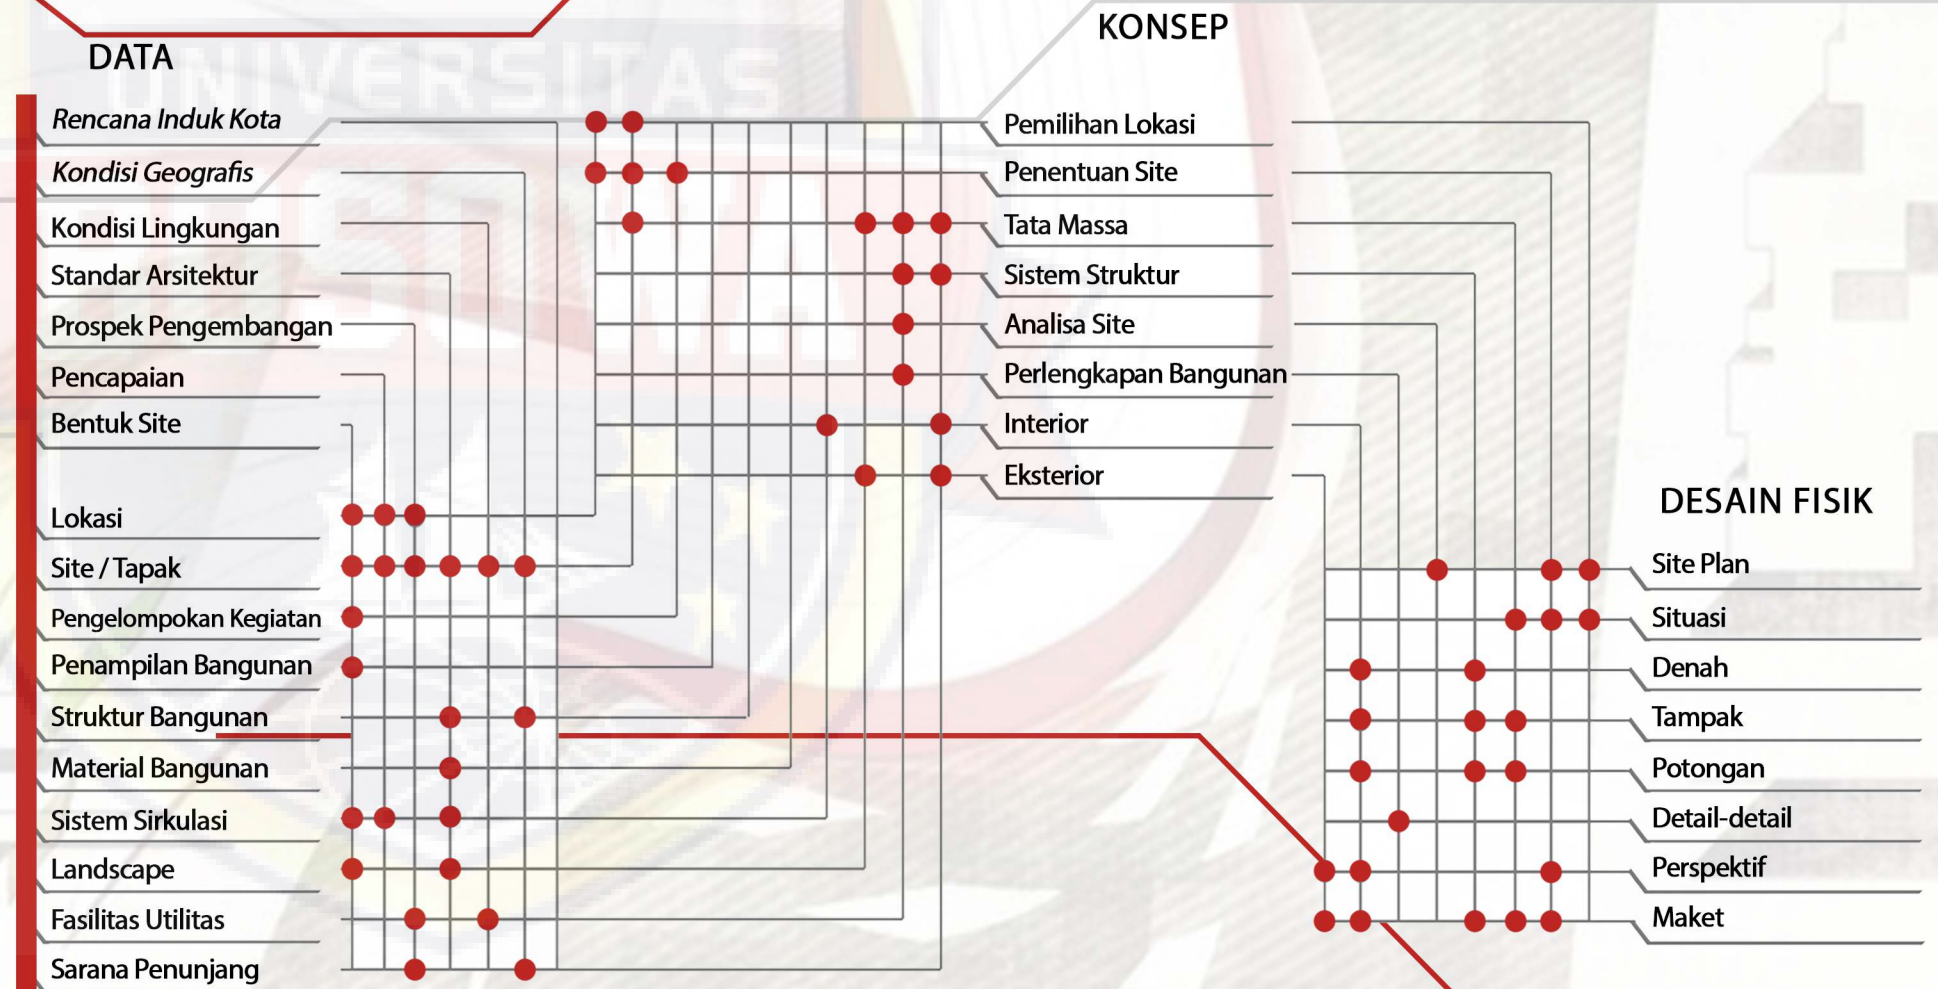 DATA
Rencana Induk Kota
Kondisi Geografis
Kondisi Lingkungan
Standar Arsitektur
Prospek Pengembangan
Pencapaian
Bentuk Site
Lokasi
Site / Tapak
Pengelompokan Kegiatan
Penampilan Bangunan
Struktur Bangunan
Material Bangunan
Sistem Sirkulasi
Landscape
Fasilitas Utilitas
Sarana Penunjang
KONSEP
Pemilihan Lokasi
Penentuan Site
Tata Massa
Sistem Struktur
Analisa Site
Perlengkapan Bangunan
Interior
Eksterior
DESAIN FISIK
Site Plan
Situasi
Denah
Tampak
Potongan
Detail-detail
Perspektif
Maket
UNIVERSITAS